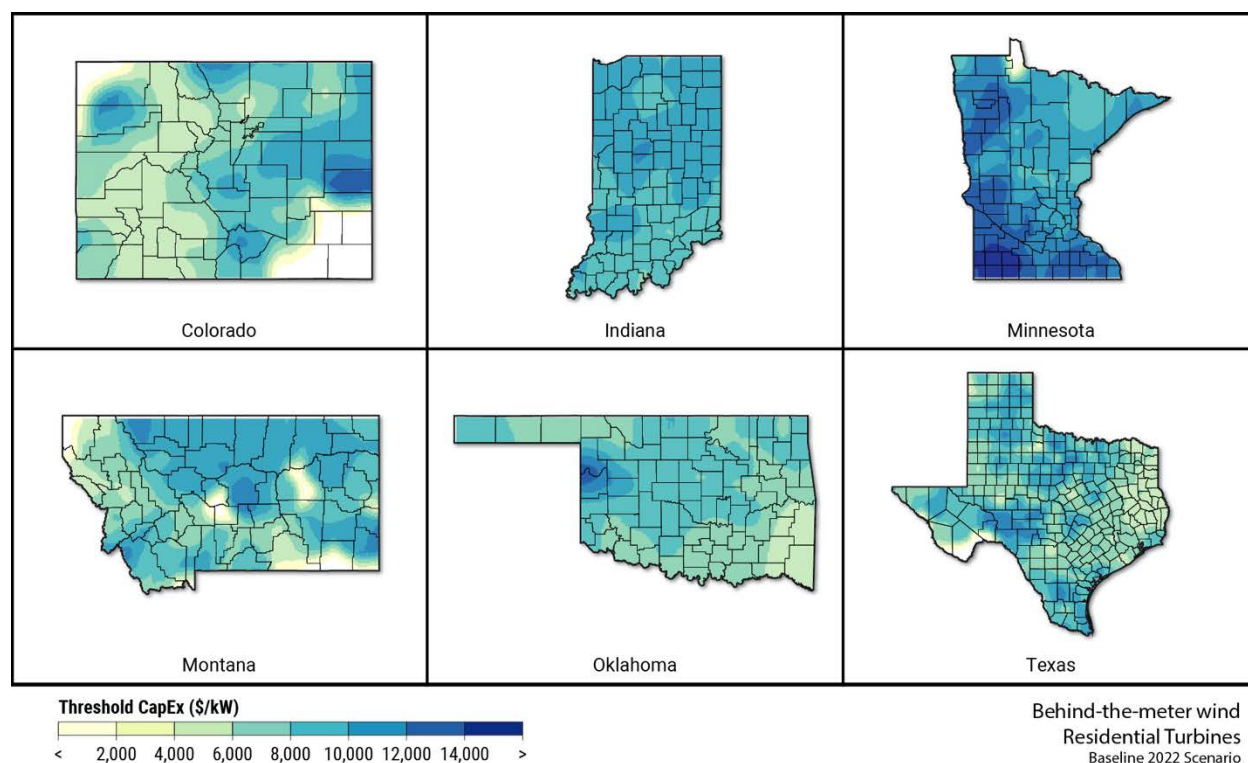 Colorado
Indiana
Minnesota
Montana
Oklahoma
Texas
Threshold CapEx ($/kW)
< 2,000 4,000 6,000 8,000 10,000 12,000 14,000 >
Behind-the-meter wind
Residential Turbines
Baseline 2022 Scenario